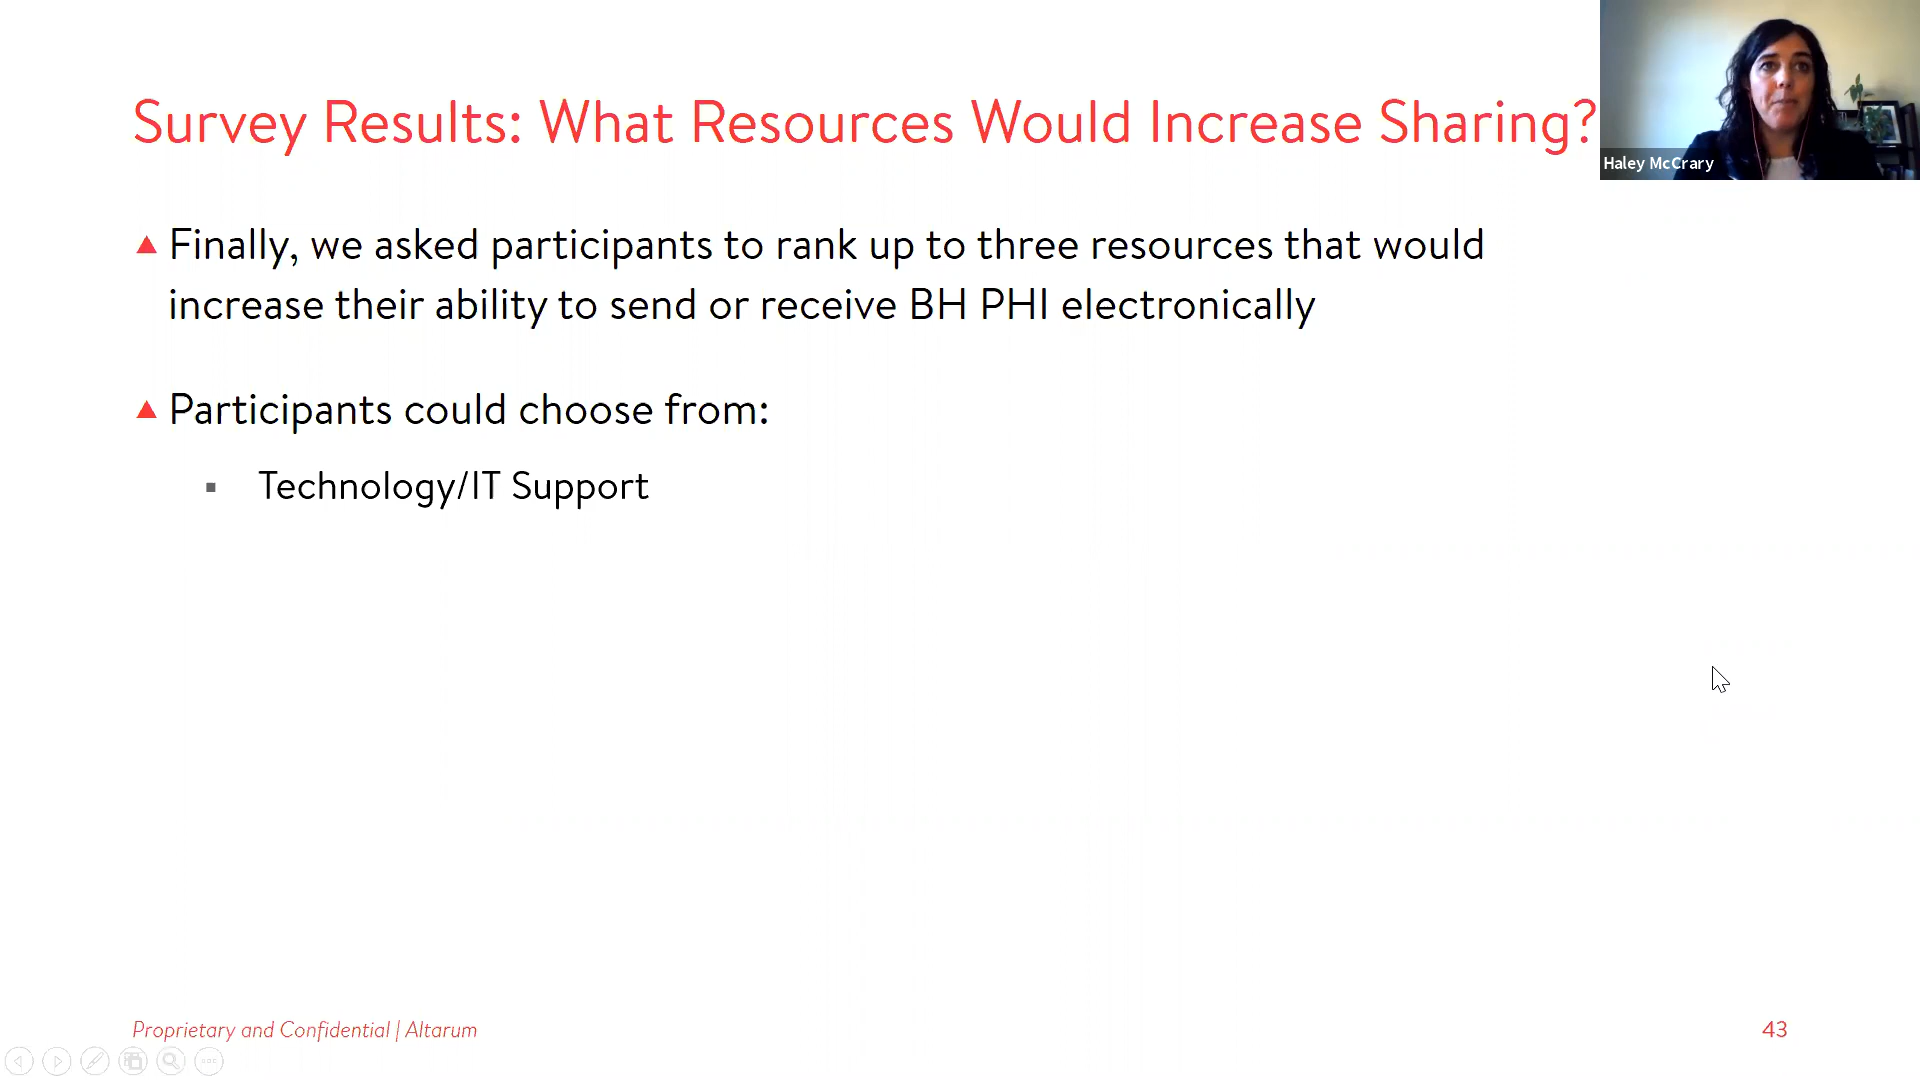 Survey Results: What Resources Would Increase Sharing?
Haley McCrary
Finally, we asked participants to rank up to three resources that would
increase their ability to send or receive BH PHI electronically
Participants could choose from:
Technology/IT Support
Proprietary and Confidential | Altarum
43